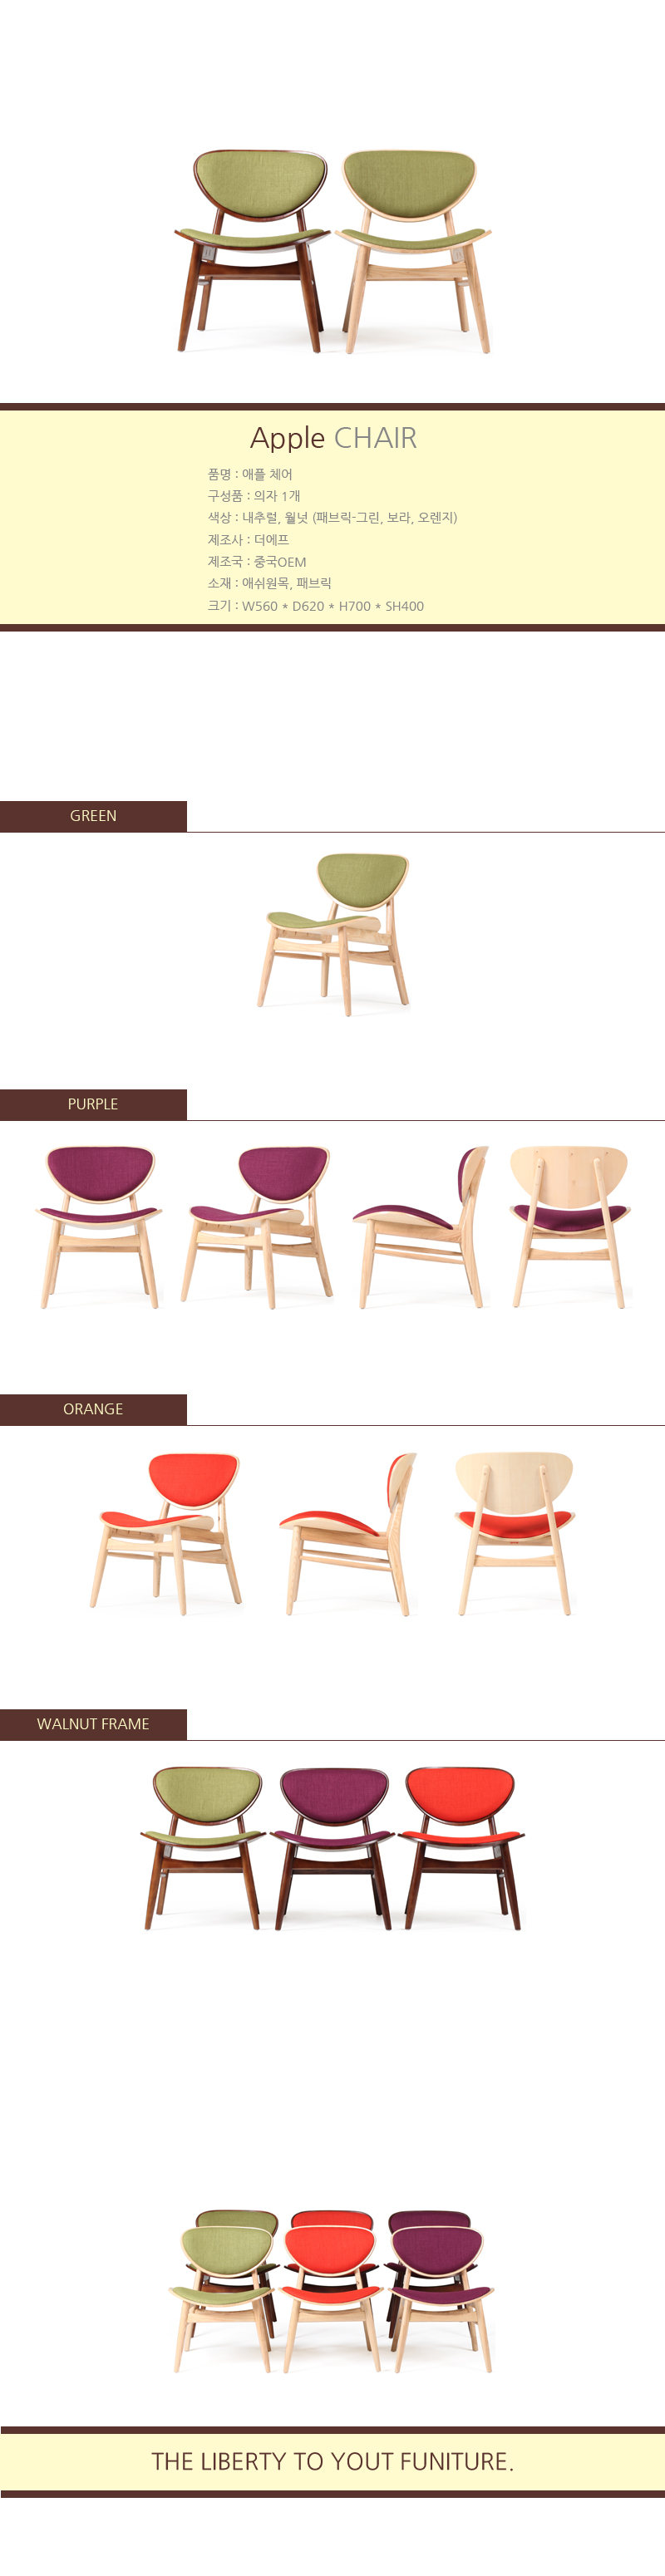 Apple CHAIR
품명 : 애플 체어
구성품 : 의자 1개
색상 : 내추럴, 월넛 (패브릭-그린, 보라, 오렌지)
제조사 : 더에프
제조국 : 중국OEM
소재 : 애쉬원목, 패브릭
크기 : W560 * D620 * H700 * SH400
GREEN
PURPLE
ORANGE
WALNUT FRAME
THE LIBERTY TO YOUT FUNITURE.